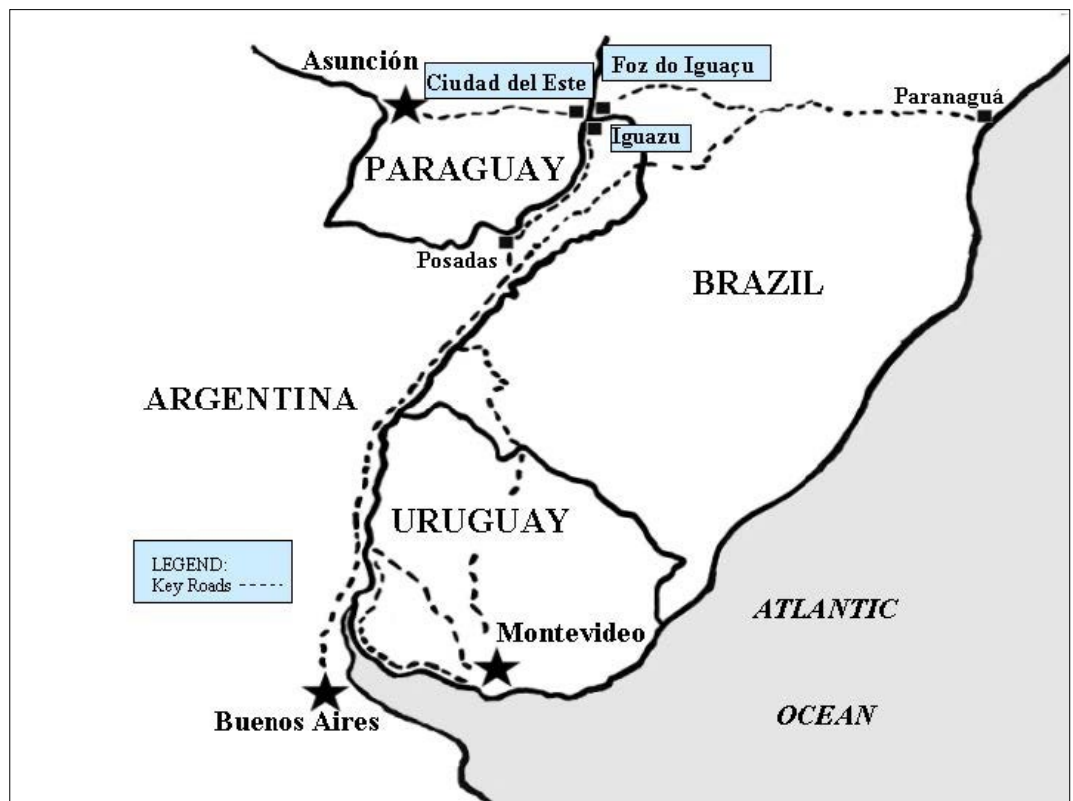 Asunción
Ciudad del Este
Foz do Iguaçu
Paranaguá
Iguazu
PARAGUAY
Posadas
BRAZIL
ARGENTINA
URUGUAY
LEGEND:
Key Roads -----
ATLANTIC
Montevideo
OCEAN
Buenos Aires